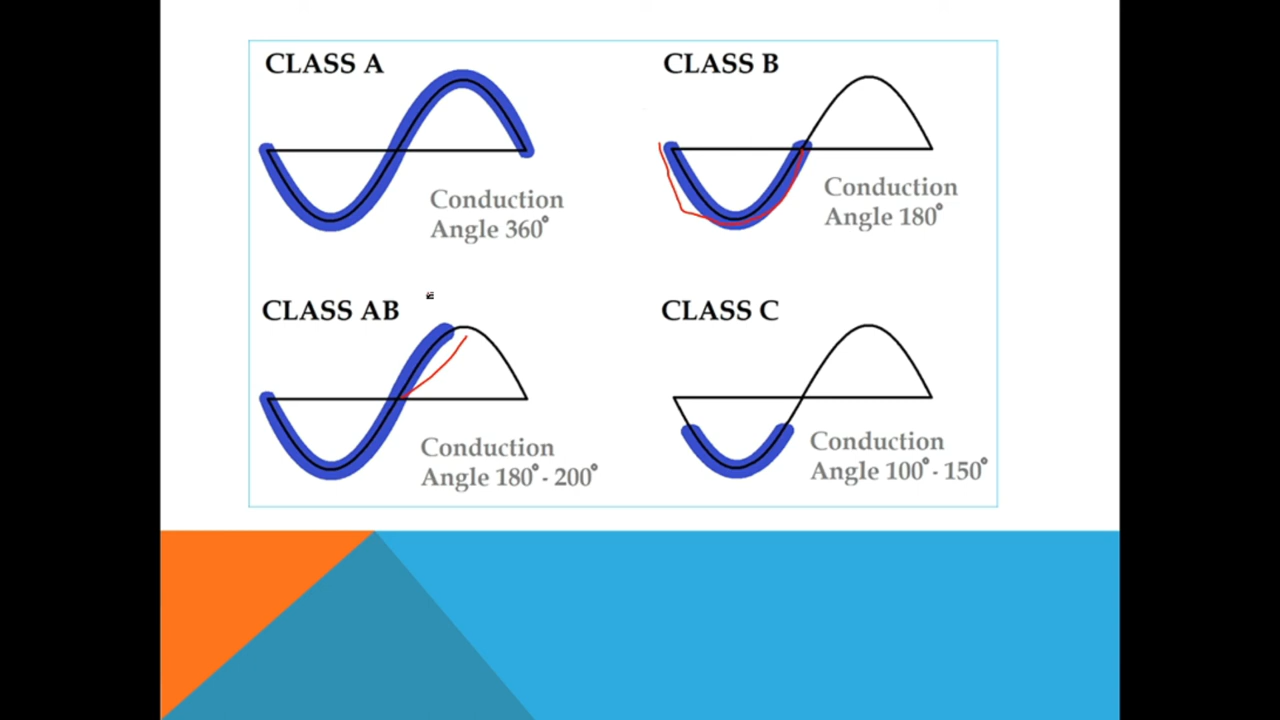 CLASS A
Conduction
Angle 360°
CLASS B
Conduction
Angle 180°
CLASS AB
Conduction
Angle 180° - 200°
CLASS C
Conduction
Angle 100° - 150°